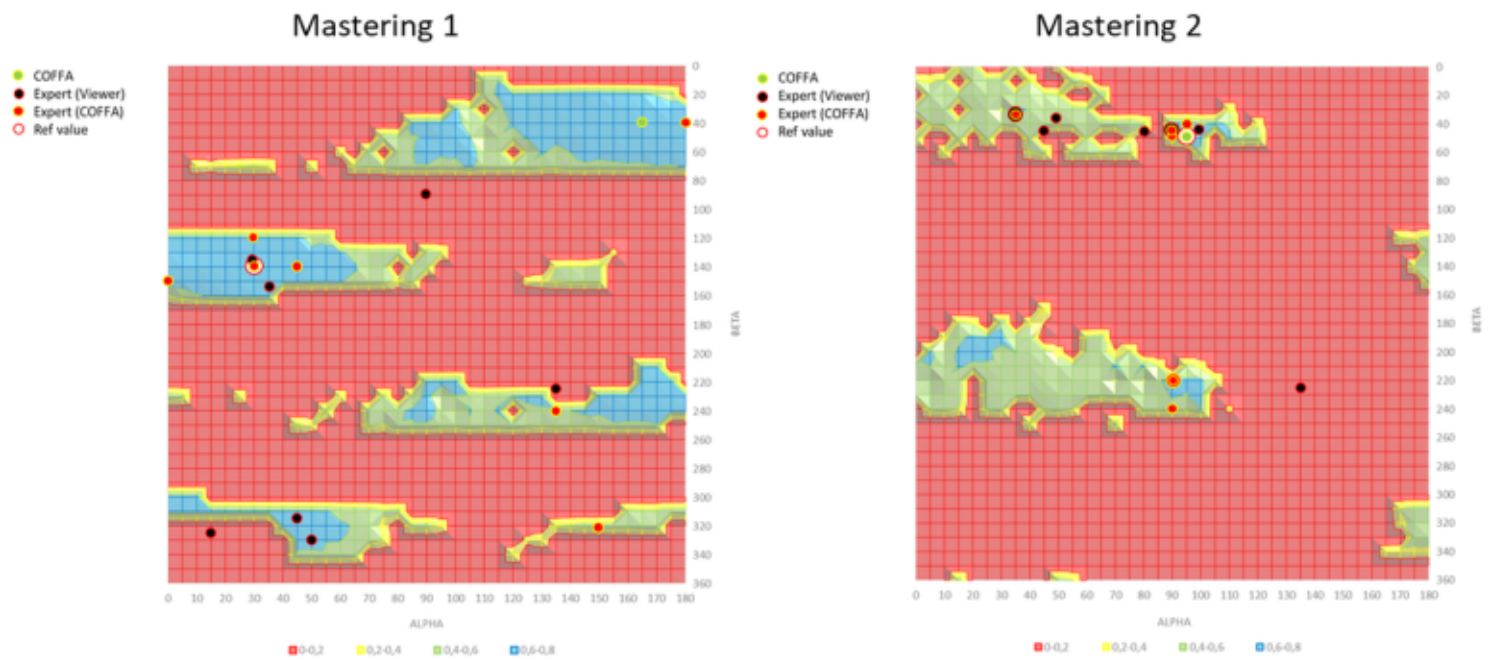 Mastering 1
COFFA
Expert (Viewer)
Expert (COFFA)
Ref value
0
20
40
60
80
100
120
140
160
180
200
220
240
260
280
300
320
340
360
BETA
0 10 20 30 40 50 60 70 80 90 100 110 120 130 140 150 160 170 180
ALPHA
0-0,2 0,2-0,4 0,4-0,6 0,6-0,8
Mastering 2
COFFA
Expert (Viewer)
Expert (COFFA)
Ref value
0
20
40
60
80
100
120
140
160
180
200
220
240
260
280
300
320
340
360
BETA
0 10 20 30 40 50 60 70 80 90 100 110 120 130 140 150 160 170 180
ALPHA
0-0,2 0,2-0,4 0,4-0,6 0,6-0,8